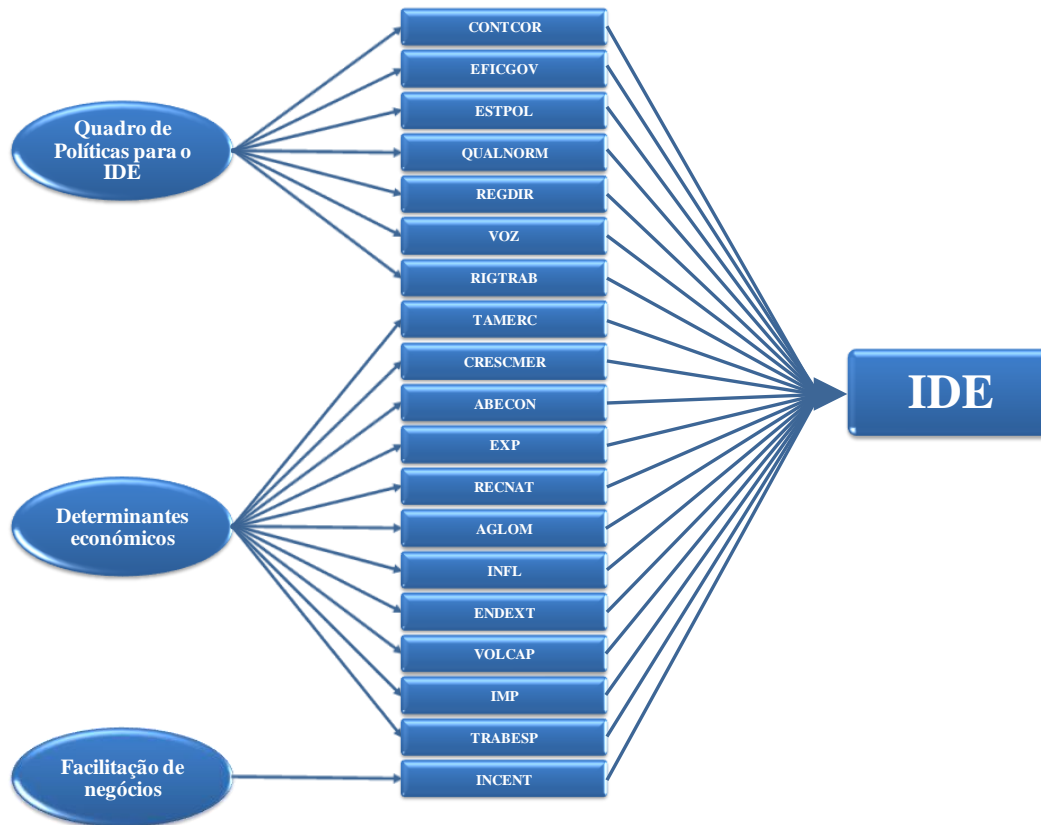 Quadro de
Políticas para o
IDE
Determinantes
económicos
Facilitação de
negócios
CONTCOR
EFICGOV
ESTPOL
QUALNORM
REGDIR
VOZ
RIGTRAB
TAMERC
CRESCMER
ABECON
EXP
RECNAT
AGLOM
INFL
ENDEXT
VOLCAP
IMP
TRABESP
INCENT
IDE